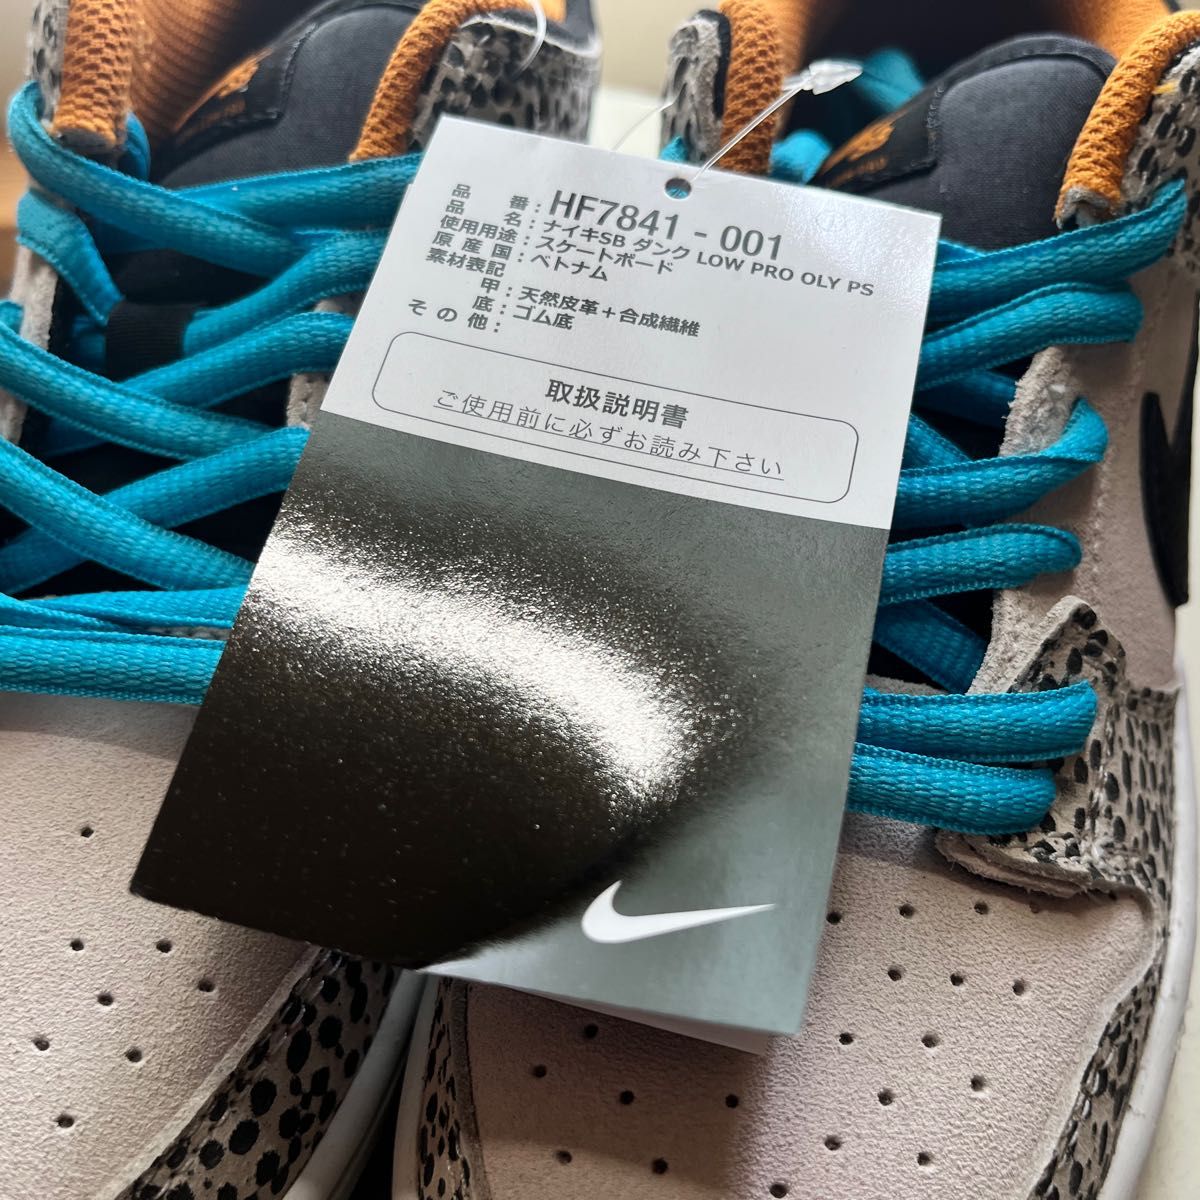 品番: HF7841 - 001
品名: ナイキSB ダンク LOW PRO OLY PS
使用用途: スケートボード
原産国: ベトナム
素材表記
甲: 天然皮革+合成繊維
底: ゴム底
その他:
取扱説明書
ご使用前に必ずお読み下さい